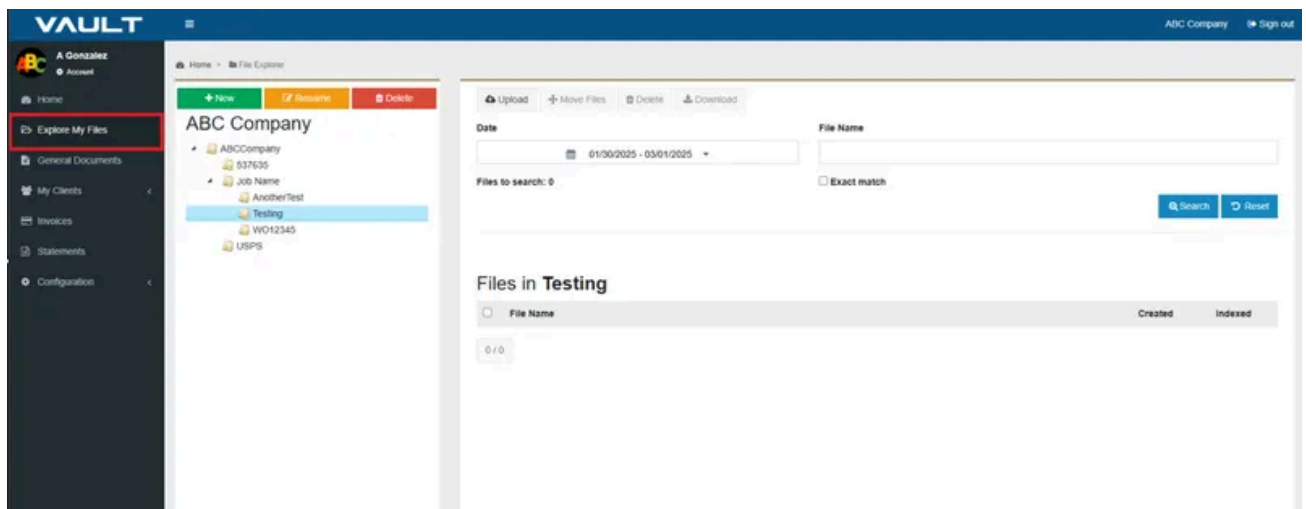 VAULT
ABC Company Sign out
ABC
A Gonzalez
Account
Home
Explore My Files
General Documents
My Clients
Invoices
Statements
Configuration
Home > File Explorer
+ New Rename Delete
ABC Company
ABCCompany
537635
Job Name
AnotherTest
Testing
WO12345
USPS
Upload Move Files Delete Download
Date File Name
01/30/2025 - 03/01/2025
Files to search: 0 Exact match
Search Reset
Files in Testing
File Name Created Indexed
0 / 0